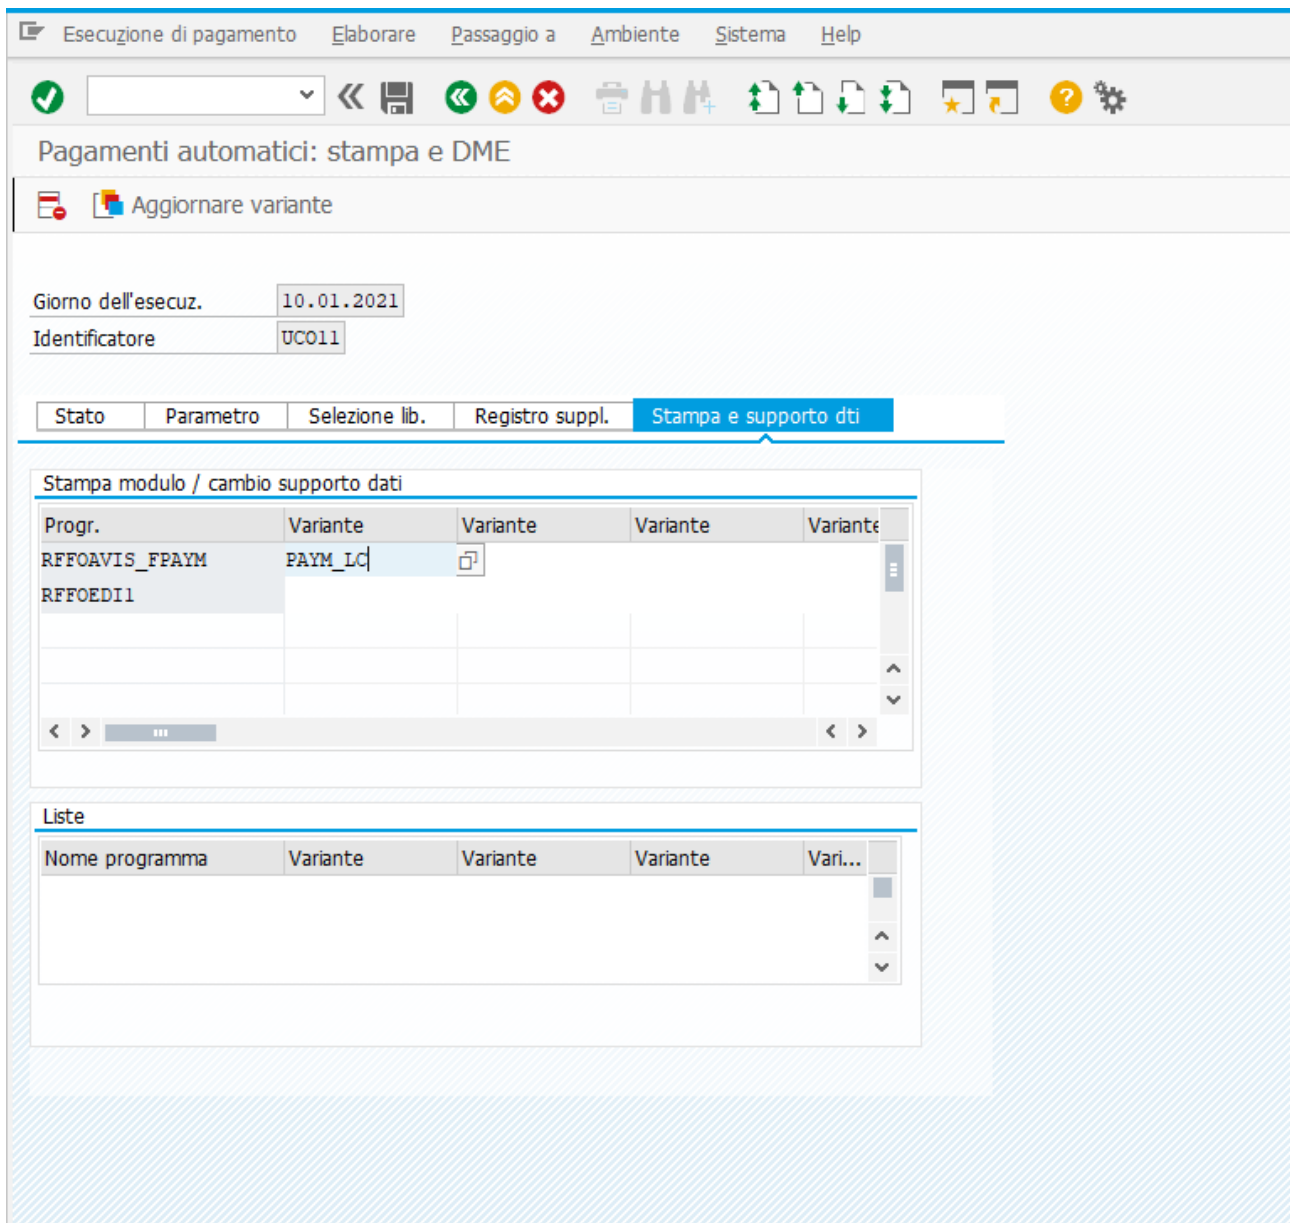 Esecuzione di pagamento Elaborare Passaggio a Ambiente Sistema Help
Pagamenti automatici: stampa e DME
Aggiornare variante
Giorno dell'esecuz. 10.01.2021
Identificatore UCO11
Stato Parametro Selezione lib. Registro suppl. Stampa e supporto dti
Stampa modulo / cambio supporto dati
Progr. Variante Variante Variante Variante
RFFOAVIS_FPAYM PAYM_LC
RFFOEDI1
Liste
Nome programma Variante Variante Variante Vari...